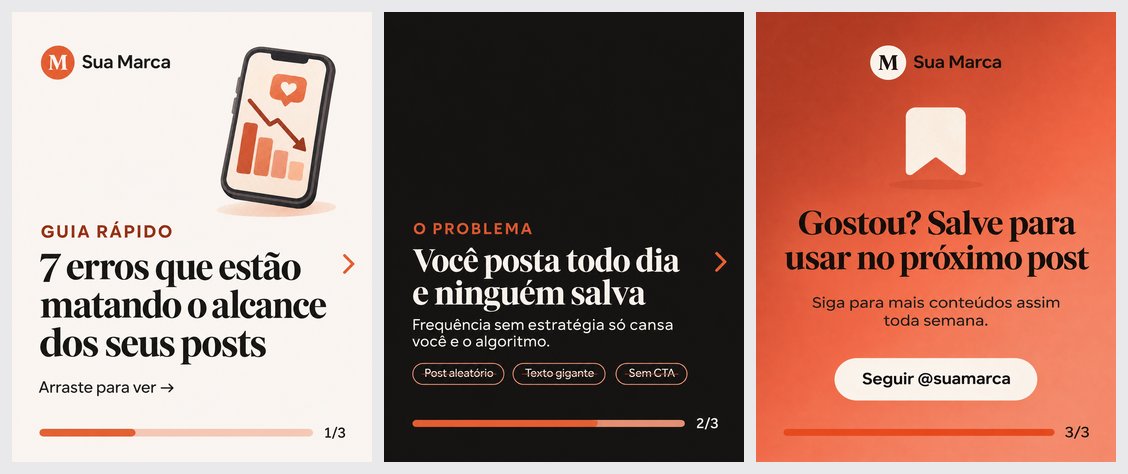 M Sua Marca
GUIA RÁPIDO
7 erros que estão
matando o alcance
dos seus posts
Arraste para ver →
1/3
O PROBLEMA
Você posta todo dia
e ninguém salva
Frequência sem estratégia só cansa
você e o algoritmo.
Post aleatório
Texto gigante
Sem CTA
2/3
M Sua Marca
Gostou? Salve para
usar no próximo post
Siga para mais conteúdos assim
toda semana.
Seguir @suamarca
3/3